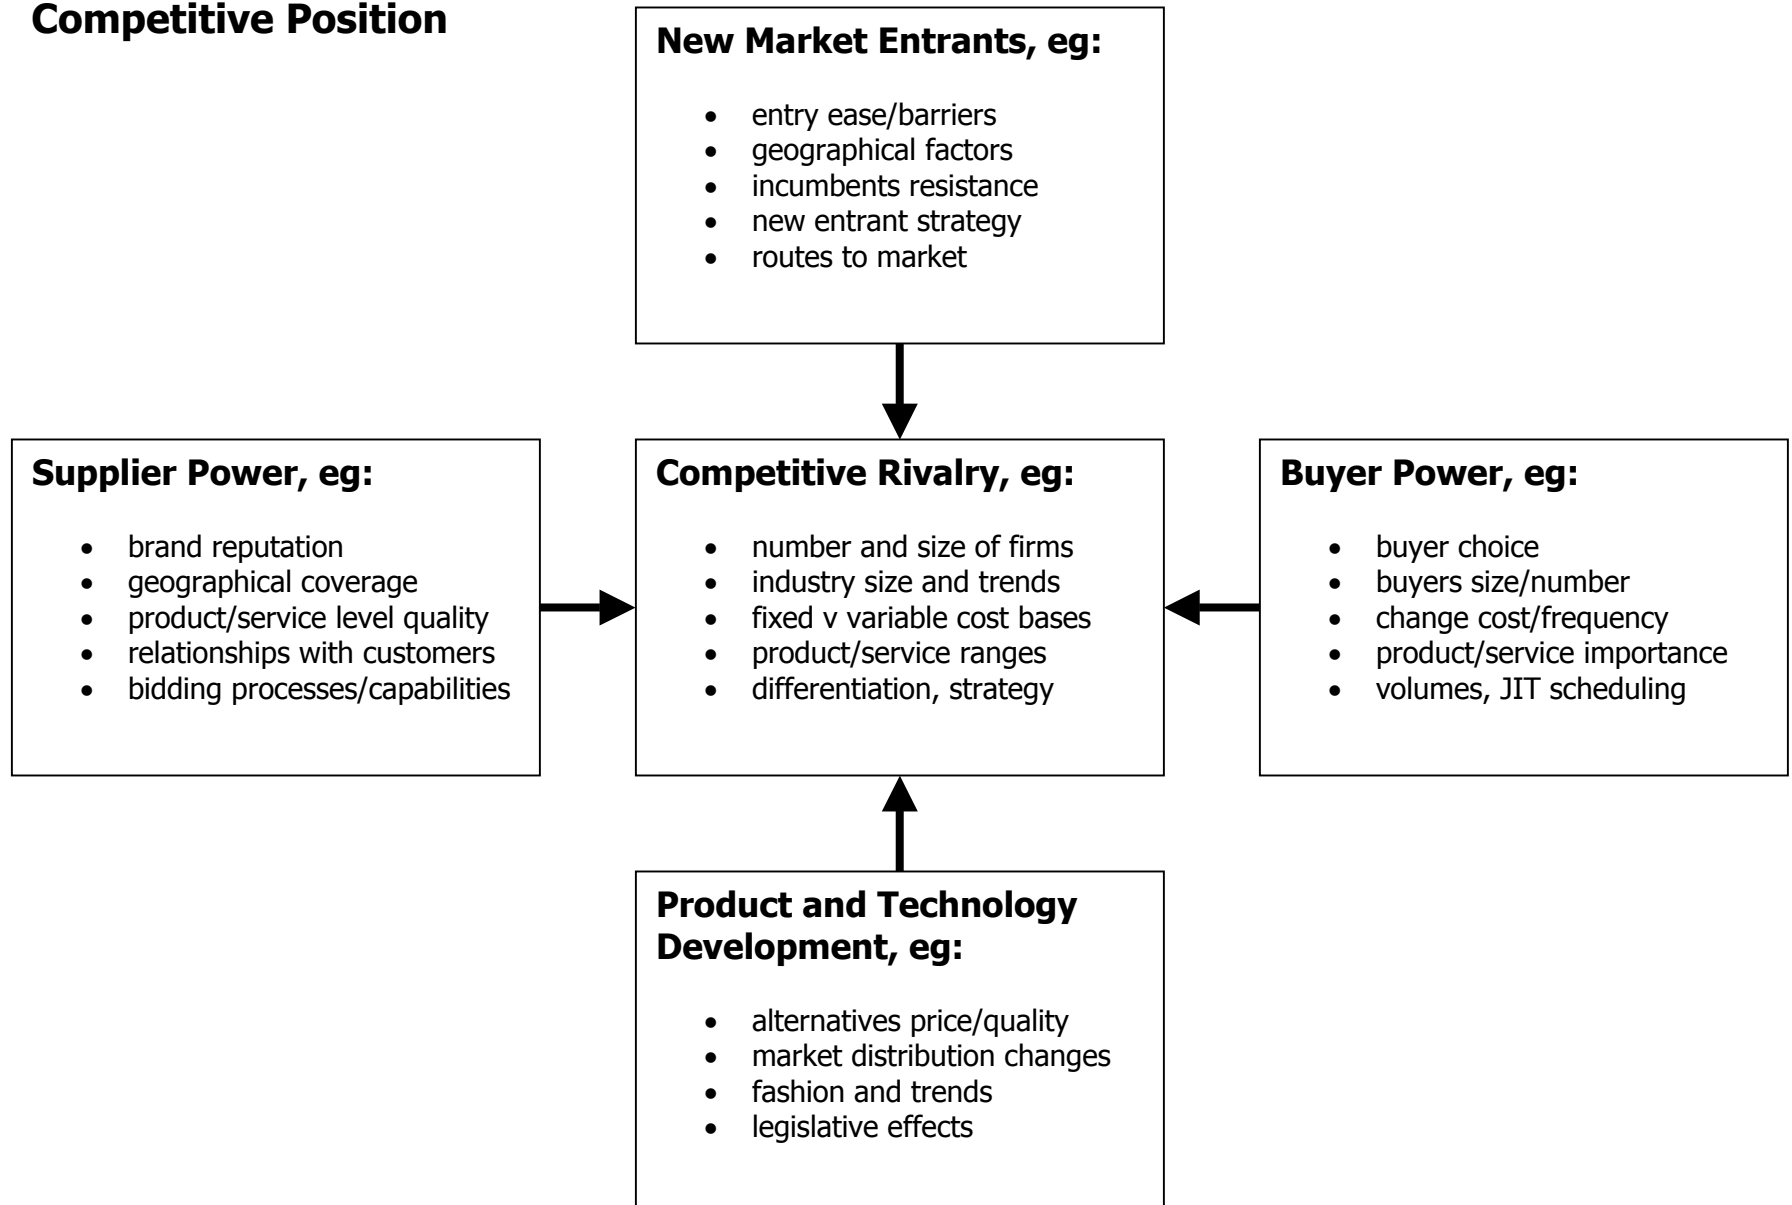 Competitive Position
New Market Entrants, eg:
• entry ease/barriers
• geographical factors
• incumbents resistance
• new entrant strategy
• routes to market
Supplier Power, eg:
• brand reputation
• geographical coverage
• product/service level quality
• relationships with customers
• bidding processes/capabilities
Competitive Rivalry, eg:
• number and size of firms
• industry size and trends
• fixed v variable cost bases
• product/service ranges
• differentiation, strategy
Buyer Power, eg:
• buyer choice
• buyers size/number
• change cost/frequency
• product/service importance
• volumes, JIT scheduling
Product and Technology
Development, eg:
• alternatives price/quality
• market distribution changes
• fashion and trends
• legislative effects